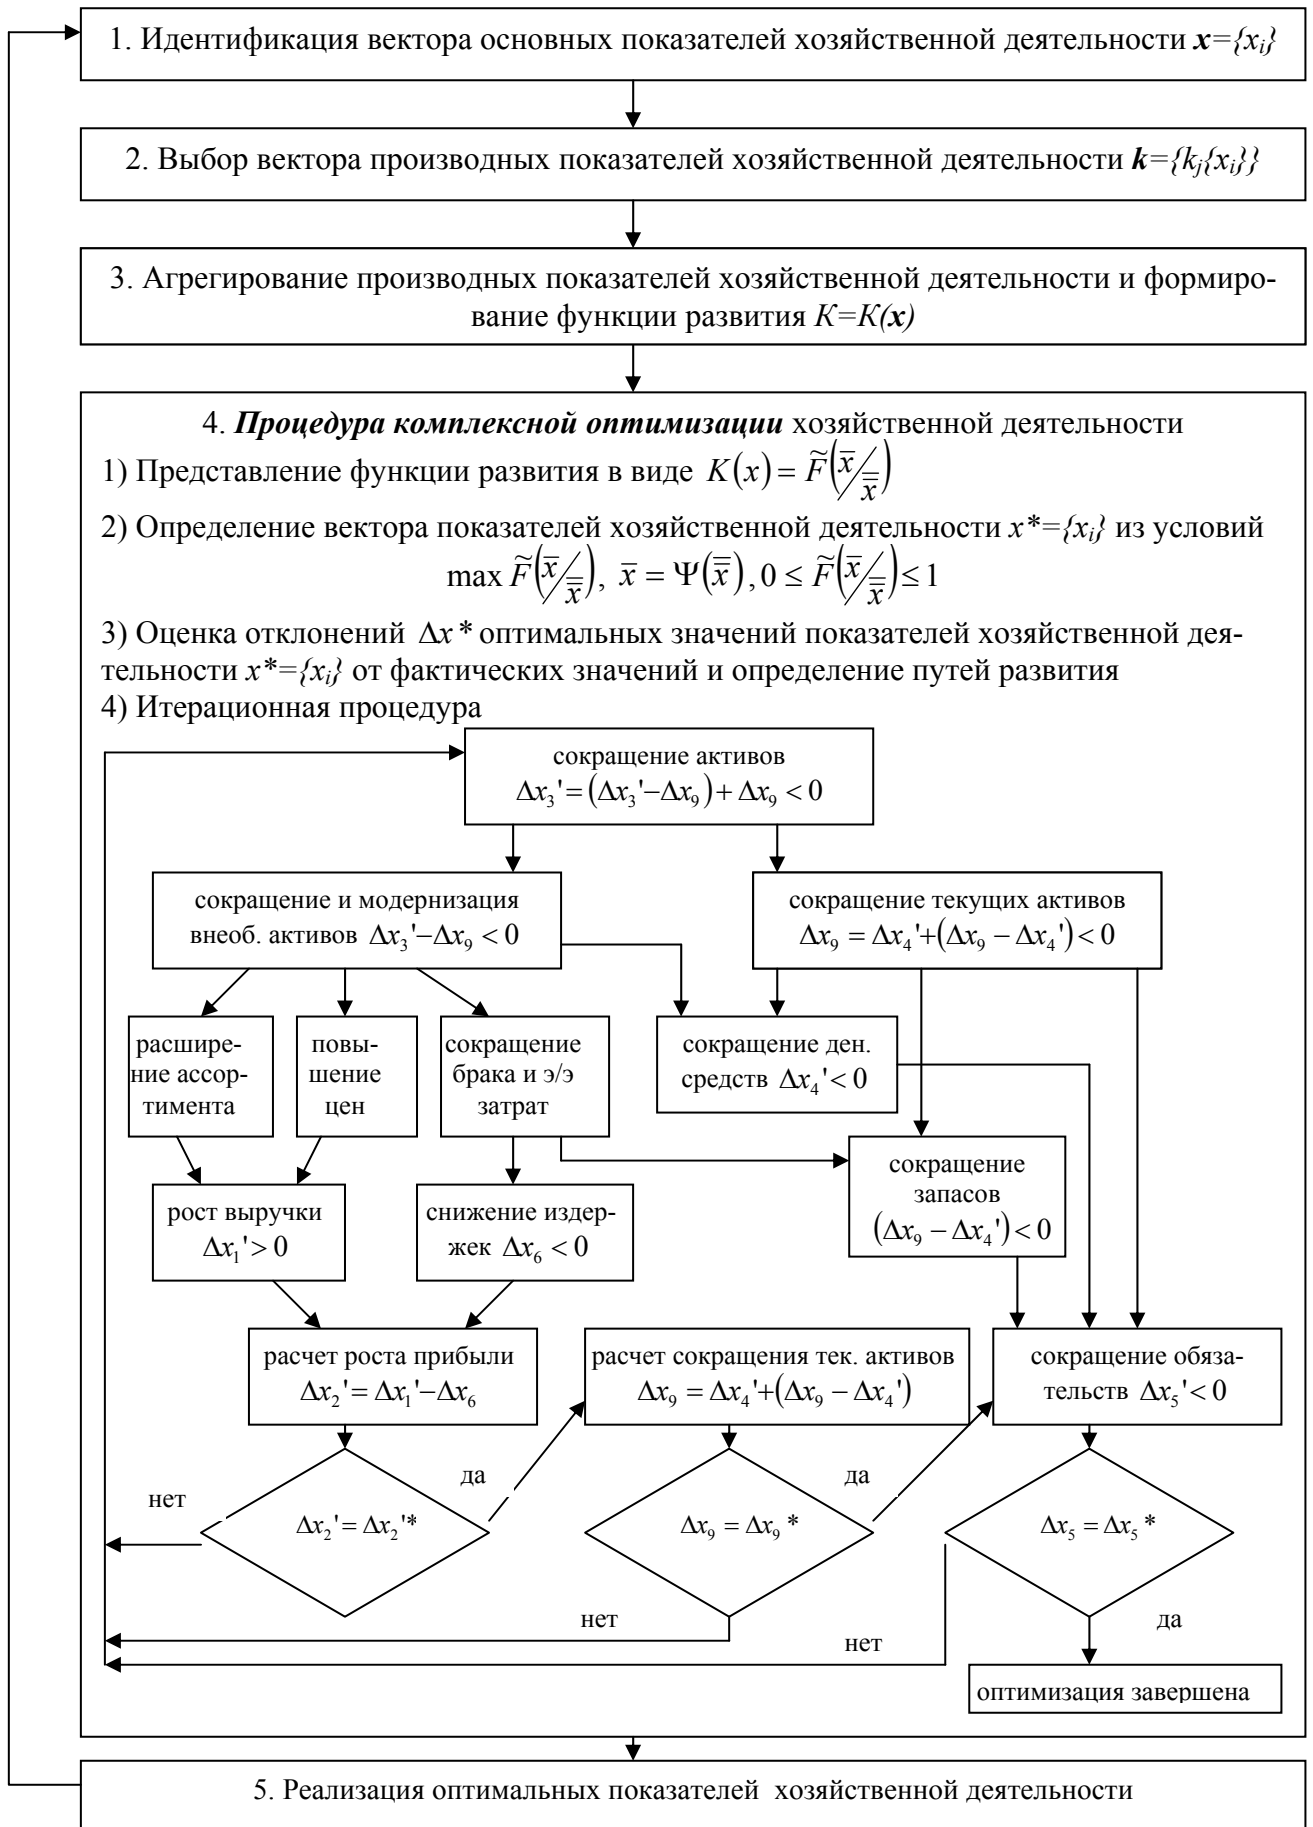 1. Идентификация вектора основных показателей хозяйственной деятельности x={xᵢ}
2. Выбор вектора производных показателей хозяйственной деятельности k={kⱼ{xᵢ}}
3. Агрегирование производных показателей хозяйственной деятельности и формиро-
вание функции развития K=K(x)
4. Процедура комплексной оптимизации хозяйственной деятельности
1) Представление функции развития в виде K(x) = F̃(x̄/x̿)
2) Определение вектора показателей хозяйственной деятельности x*={xᵢ} из условий
max F̃(x̄/x̿), x̄ = Ψ(x̿), 0 ≤ F̃(x̄/x̿) ≤ 1
3) Оценка отклонений Δx* оптимальных значений показателей хозяйственной дея-
тельности x*={xᵢ} от фактических значений и определение путей развития
4) Итерационная процедура
сокращение активов
Δx₃'=(Δx₃'−Δx₉)+Δx₉<0
сокращение и модернизация
внеоб. активов Δx₃'−Δx₉<0
сокращение текущих активов
Δx₉=Δx₄'+(Δx₉−Δx₄')<0
расшире-
ние ассор-
тимента
повы-
шение
цен
сокращение
брака и э/э
затрат
сокращение ден.
средств Δx₄'<0
сокращение
запасов
(Δx₉−Δx₄')<0
рост выручки
Δx₁'>0
снижение издер-
жек Δx₆<0
расчет роста прибыли
Δx₂'=Δx₁'−Δx₆
расчет сокращения тек. активов
Δx₉=Δx₄'+(Δx₉−Δx₄')
сокращение обяза-
тельств Δx₅'<0
нет
Δx₂'=Δx₂'*
да
Δx₉=Δx₉*
да
Δx₅=Δx₅*
нет
нет
да
оптимизация завершена
5. Реализация оптимальных показателей хозяйственной деятельности